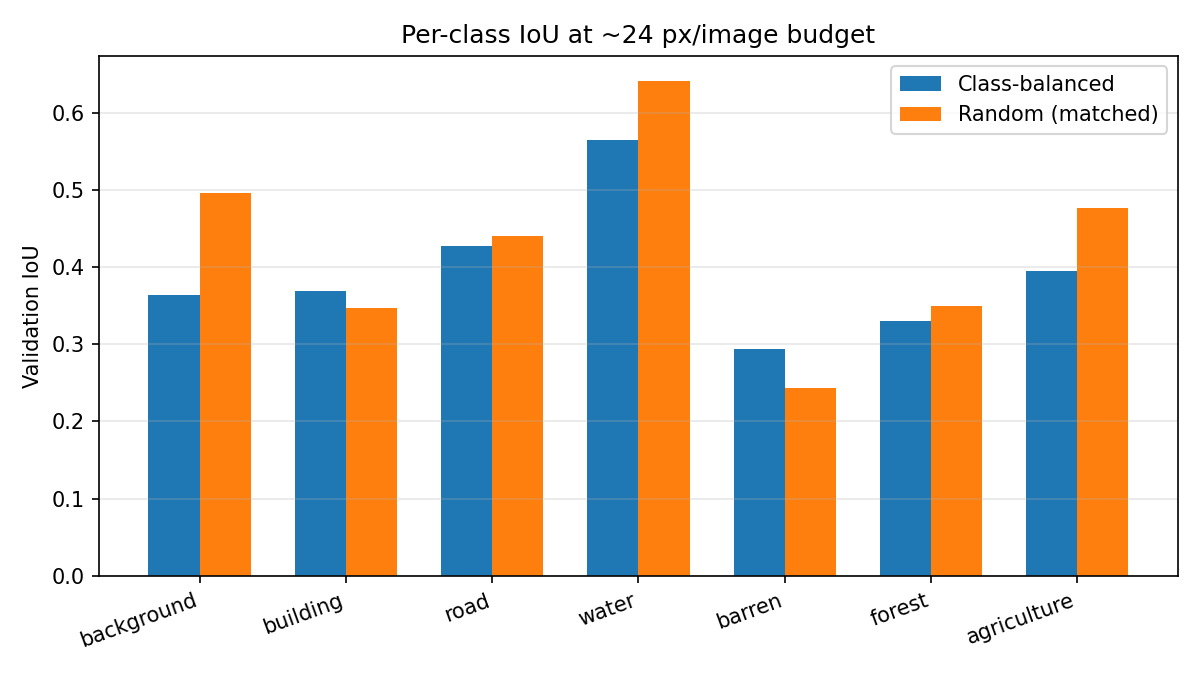 Per-class IoU at ~24 px/image budget
Class-balanced
Random (matched)
Validation IoU
0.6
0.5
0.4
0.3
0.2
0.1
0.0
background
building
road
water
barren
forest
agriculture